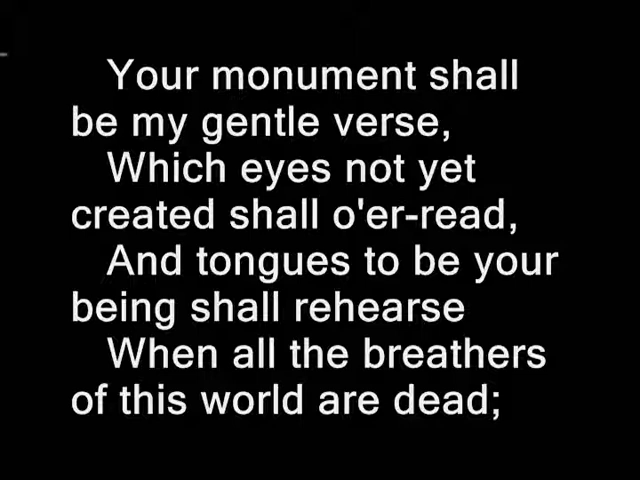 Your monument shall
be my gentle verse,
Which eyes not yet
created shall o'er-read,
And tongues to be your
being shall rehearse
When all the breathers
of this world are dead;